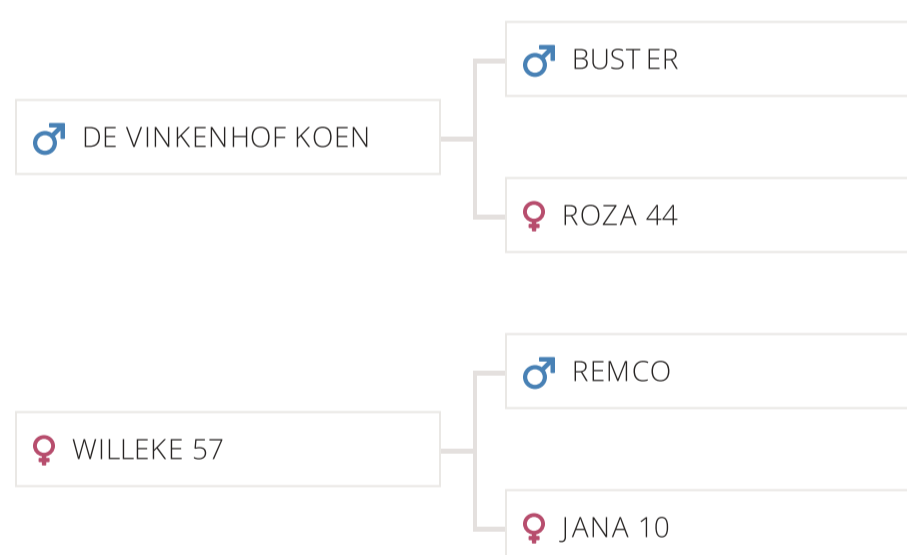 BUSTER
DE VINKENHOF KOEN
ROZA 44
REMCO
WILLEKE 57
JANA 10